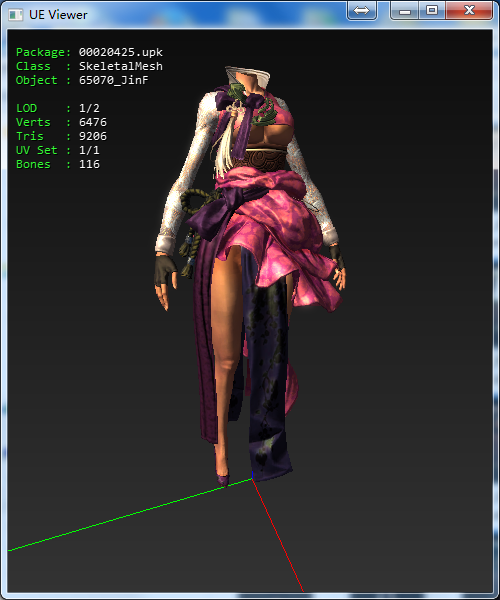 UE Viewer
Package: 00020425.upk
Class : SkeletalMesh
Object : 65070_JinF
LOD : 1/2
Verts : 6476
Tris : 9206
UV Set : 1/1
Bones : 116